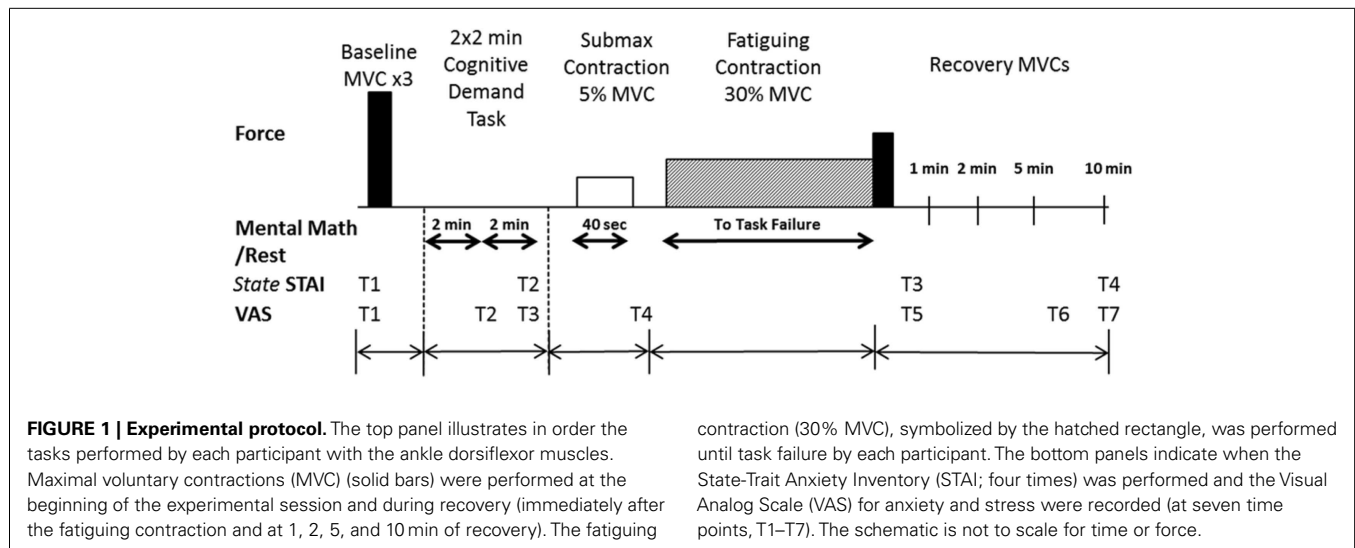 Baseline
MVC x3
2x2 min
Cognitive
Demand
Task
Submax
Contraction
5% MVC
Fatiguing
Contraction
30% MVC
Recovery MVCs
Force
1 min 2 min 5 min 10 min
Mental Math
/Rest
2 min 2 min 40 sec To Task Failure
State STAI T1 T2 T3 T4
VAS T1 T2 T3 T4 T5 T6 T7
FIGURE 1 | Experimental protocol. The top panel illustrates in order the
tasks performed by each participant with the ankle dorsiflexor muscles.
Maximal voluntary contractions (MVC) (solid bars) were performed at the
beginning of the experimental session and during recovery (immediately after
the fatiguing contraction and at 1, 2, 5, and 10 min of recovery). The fatiguing
contraction (30% MVC), symbolized by the hatched rectangle, was performed
until task failure by each participant. The bottom panels indicate when the
State-Trait Anxiety Inventory (STAI; four times) was performed and the Visual
Analog Scale (VAS) for anxiety and stress were recorded (at seven time
points, T1–T7). The schematic is not to scale for time or force.